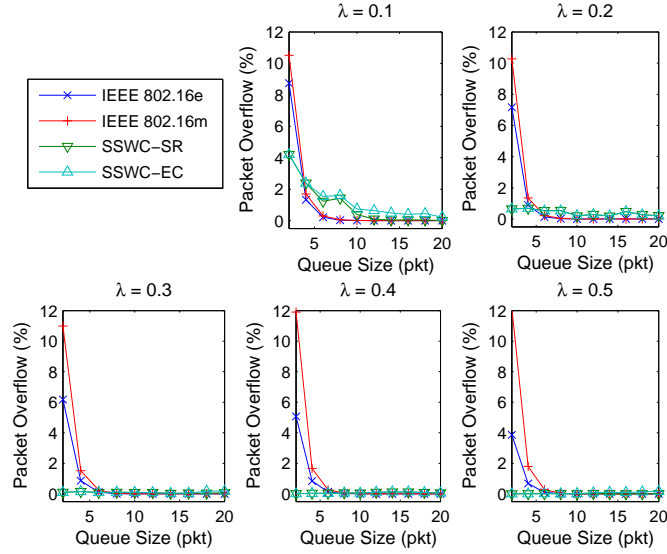 λ = 0.1
λ = 0.2
IEEE 802.16e
IEEE 802.16m
SSWC−SR
SSWC−EC
Packet Overflow (%)
12
10
8
6
4
2
0
5
10
15
20
Queue Size (pkt)
Packet Overflow (%)
12
10
8
6
4
2
0
5
10
15
20
Queue Size (pkt)
λ = 0.3
λ = 0.4
λ = 0.5
Packet Overflow (%)
12
10
8
6
4
2
0
5
10
15
20
Queue Size (pkt)
Packet Overflow (%)
12
10
8
6
4
2
0
5
10
15
20
Queue Size (pkt)
Packet Overflow (%)
12
10
8
6
4
2
0
5
10
15
20
Queue Size (pkt)